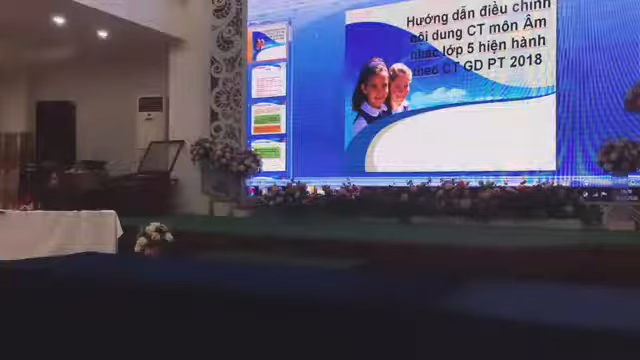 Hướng dẫn điều chỉnh
nội dung CT môn Âm
nhạc lớp 5 hiện hành
theo CT GD PT 2018